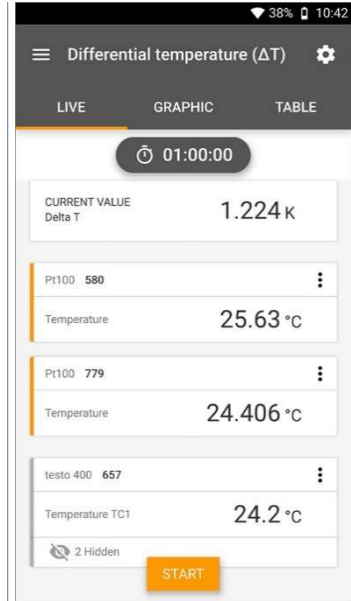 38% 10:42
Differential temperature (ΔT)
LIVE GRAPHIC TABLE
01:00:00
CURRENT VALUE
Delta T
1.224 K
Pt100 580
Temperature 25.63 °C
Pt100 779
Temperature 24.406 °C
testo 400 657
Temperature TC1 24.2 °C
2 Hidden
START